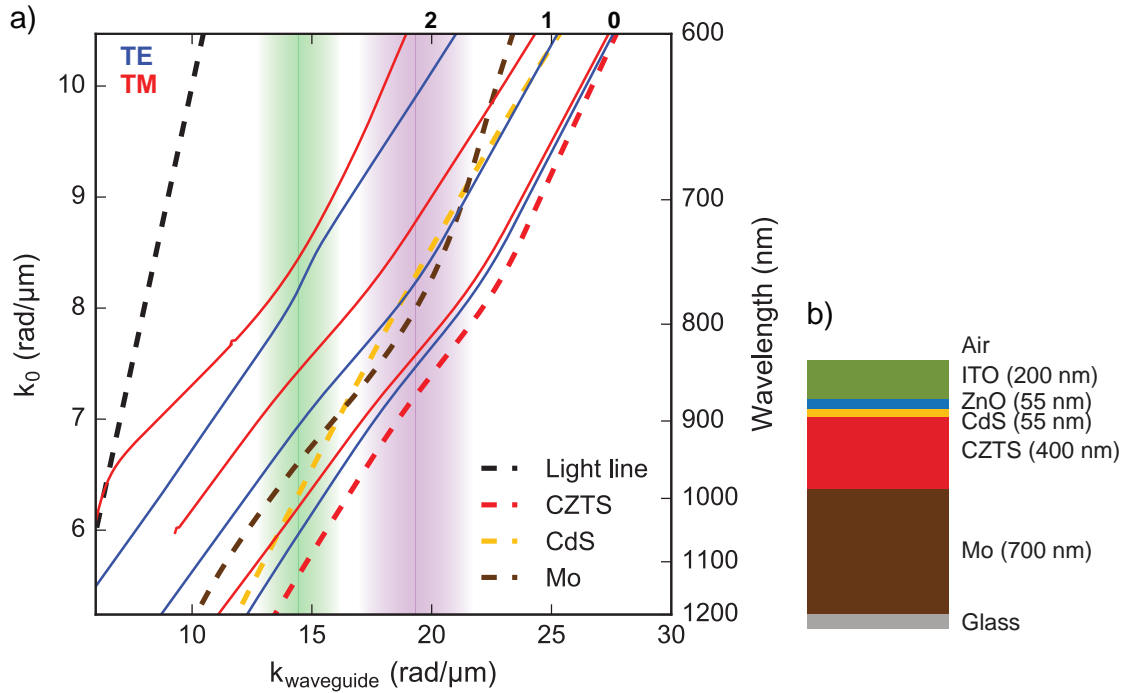 a)
2 1 0
TE
TM
10
9
8
7
6
k0 (rad/μm)
10 15 20 25 30
kwaveguide (rad/μm)
600
700
800
900
1000
1100
1200
Wavelength (nm)
Light line
CZTS
CdS
Mo
b)
Air
ITO (200 nm)
ZnO (55 nm)
CdS (55 nm)
CZTS (400 nm)
Mo (700 nm)
Glass